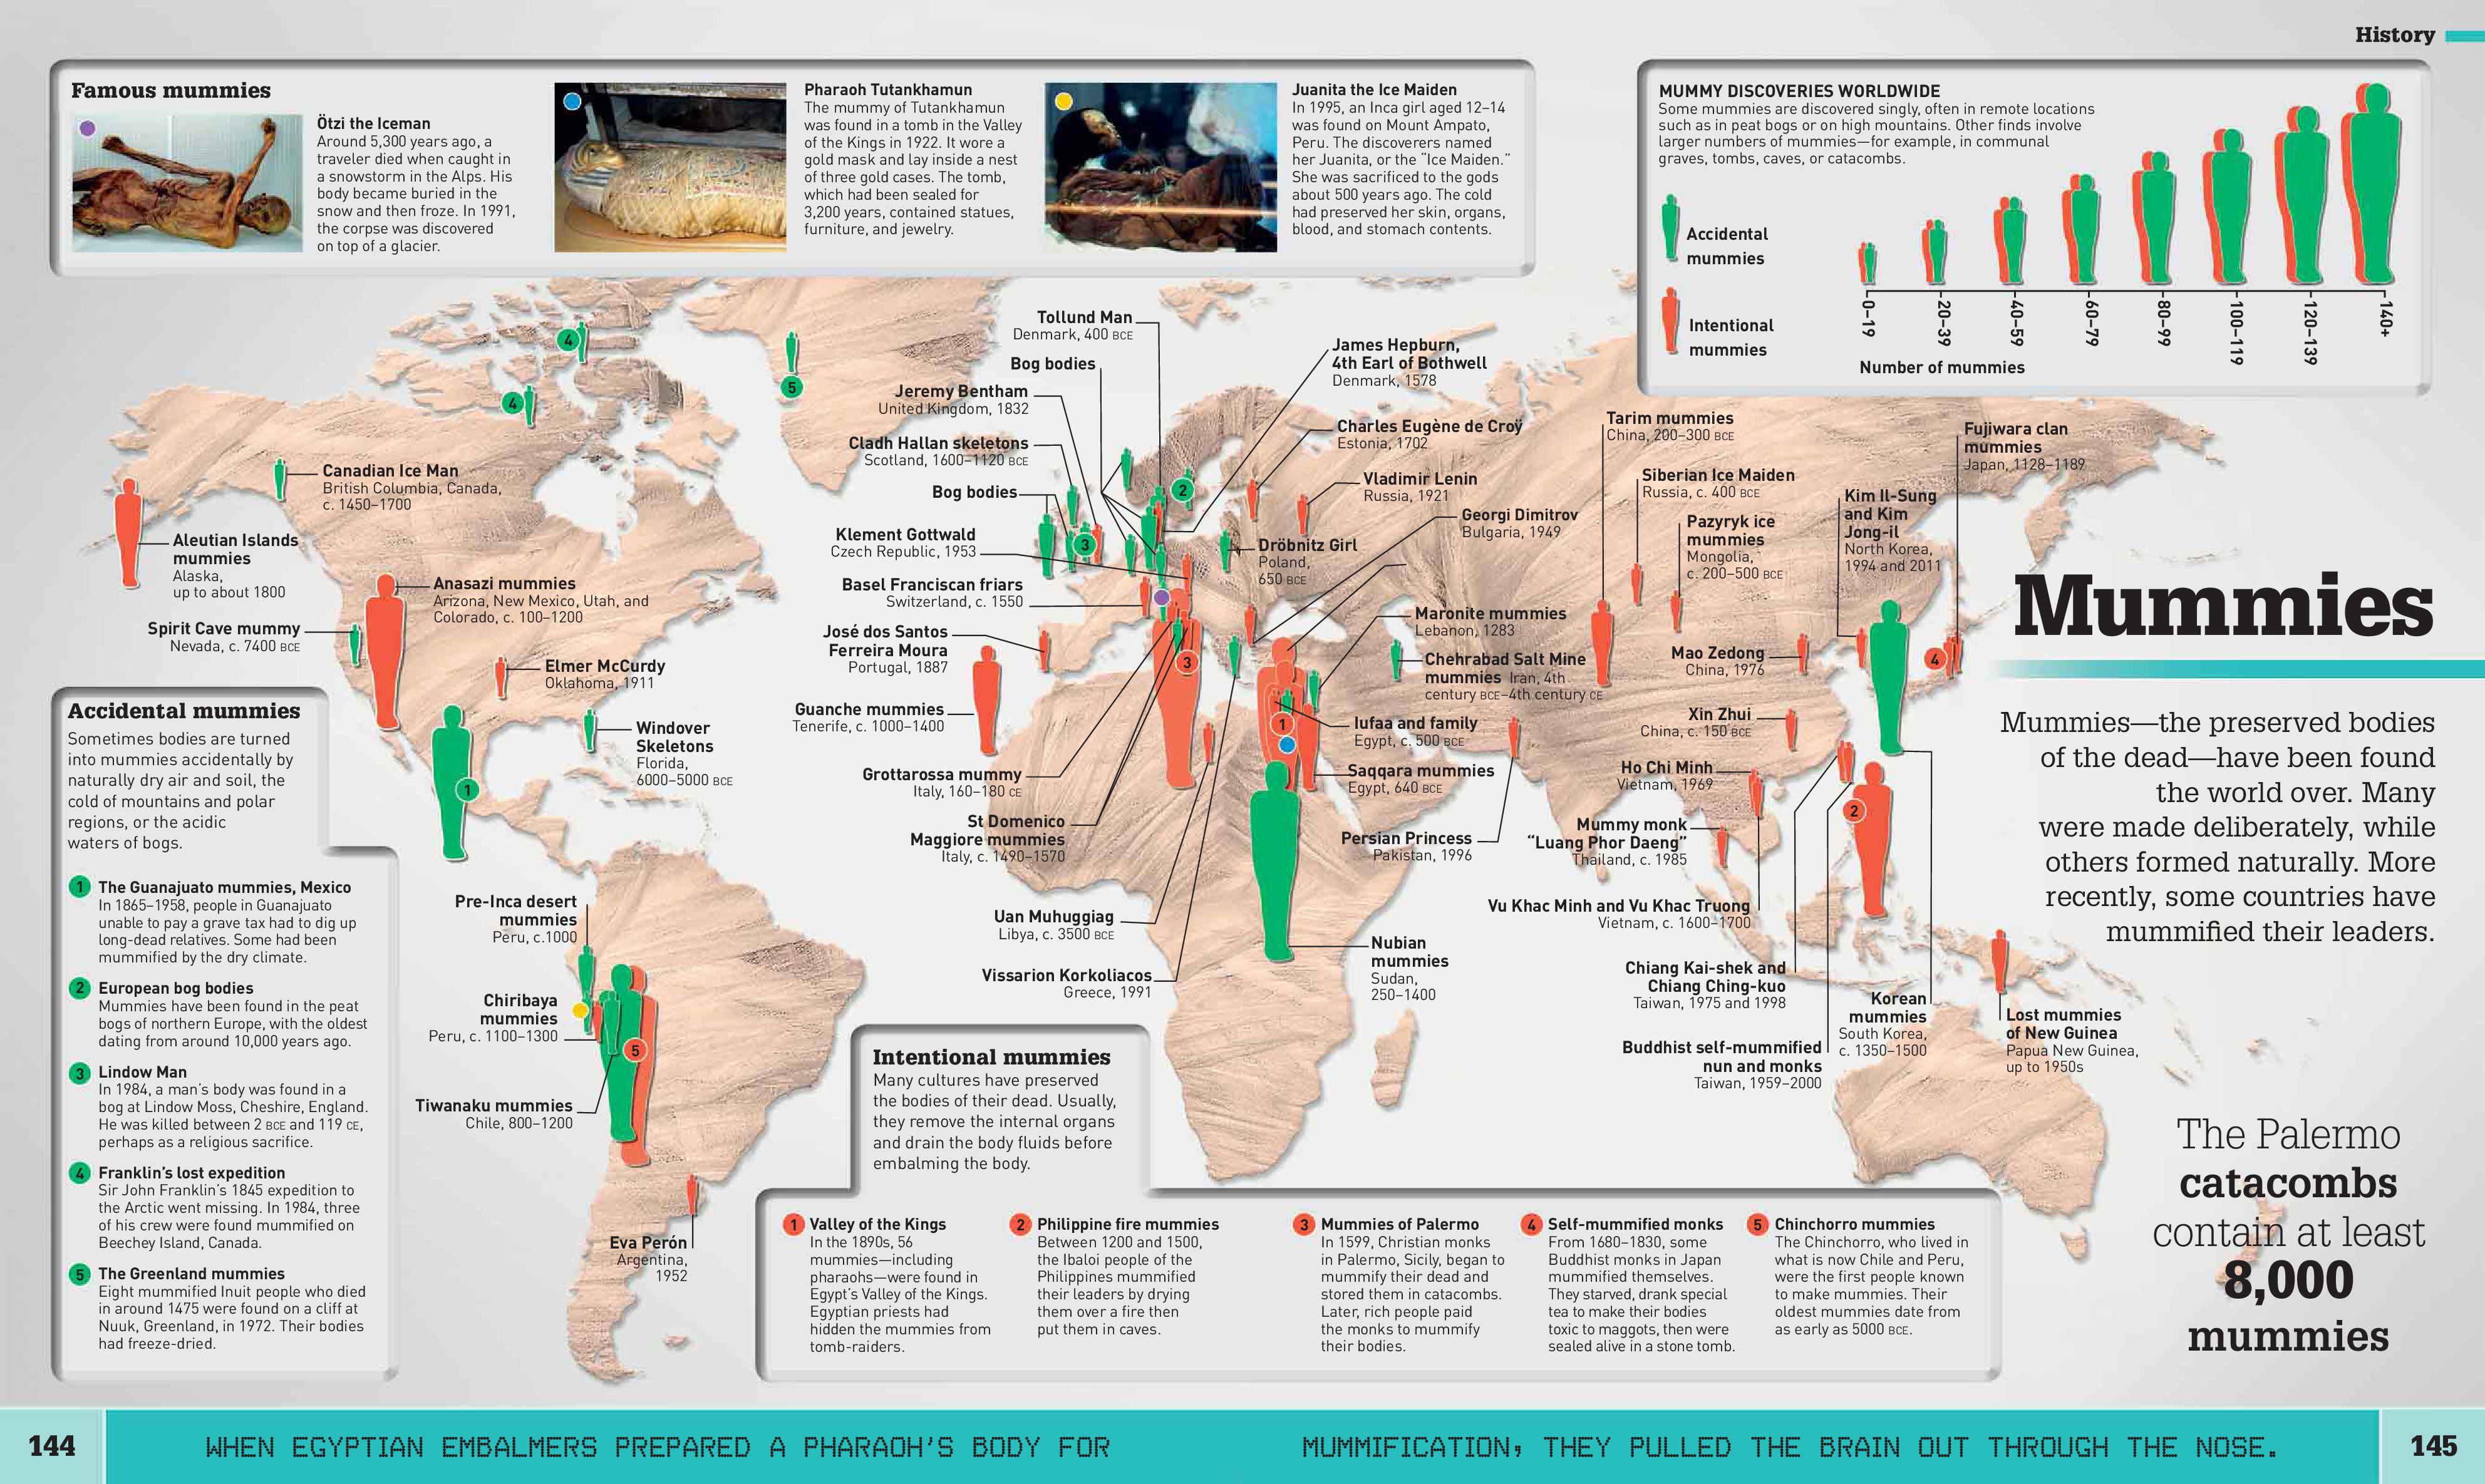 History
Famous mummies
Ötzi the Iceman
Around 5,300 years ago, a
traveler died when caught in
a snowstorm in the Alps. His
body became buried in the
snow and then froze. In 1991,
the corpse was discovered
on top of a glacier.
Pharaoh Tutankhamun
The mummy of Tutankhamun
was found in a tomb in the Valley
of the Kings in 1922. It wore a
gold mask and lay inside a nest
of three gold cases. The tomb,
which had been sealed for
3,200 years, contained statues,
furniture, and jewelry.
Juanita the Ice Maiden
In 1995, an Inca girl aged 12–14
was found on Mount Ampato,
Peru. The discoverers named
her Juanita, or the “Ice Maiden.”
She was sacrificed to the gods
about 500 years ago. The cold
had preserved her skin, organs,
blood, and stomach contents.
MUMMY DISCOVERIES WORLDWIDE
Some mummies are discovered singly, often in remote locations
such as in peat bogs or on high mountains. Other finds involve
larger numbers of mummies—for example, in communal
graves, tombs, caves, or catacombs.
Accidental
mummies
Intentional
mummies
0–19
20–39
40–59
60–79
80–99
100–119
120–139
140+
Number of mummies
4
4
5
Canadian Ice Man
British Columbia, Canada,
c. 1450–1700
Aleutian Islands
mummies
Alaska,
up to about 1800
Anasazi mummies
Arizona, New Mexico, Utah, and
Colorado, c. 100–1200
Spirit Cave mummy
Nevada, c. 7400 BCE
Elmer McCurdy
Oklahoma, 1911
Windover
Skeletons
Florida,
6000–5000 BCE
1
Pre-Inca desert
mummies
Peru, c.1000
Chiribaya
mummies
Peru, c. 1100–1300
5
Tiwanaku mummies
Chile, 800–1200
Eva Perón
Argentina,
1952
Tollund Man
Denmark, 400 BCE
Bog bodies
Jeremy Bentham
United Kingdom, 1832
Cladh Hallan skeletons
Scotland, 1600–1120 BCE
Bog bodies
Klement Gottwald
Czech Republic, 1953
Basel Franciscan friars
Switzerland, c. 1550
José dos Santos
Ferreira Moura
Portugal, 1887
Guanche mummies
Tenerife, c. 1000–1400
Grottarossa mummy
Italy, 160–180 CE
St Domenico
Maggiore mummies
Italy, c. 1490–1570
Uan Muhuggiag
Libya, c. 3500 BCE
Vissarion Korkoliacos
Greece, 1991
2
3
3
1
James Hepburn,
4th Earl of Bothwell
Denmark, 1578
Charles Eugène de Croÿ
Estonia, 1702
Vladimir Lenin
Russia, 1921
Georgi Dimitrov
Bulgaria, 1949
Dröbnitz Girl
Poland,
650 BCE
Maronite mummies
Lebanon, 1283
Chehrabad Salt Mine
mummies Iran, 4th
century BCE–4th century CE
Iufaa and family
Egypt, c. 500 BCE
Saqqara mummies
Egypt, 640 BCE
Persian Princess
Pakistan, 1996
Nubian
mummies
Sudan,
250–1400
Tarim mummies
China, 200–300 BCE
Siberian Ice Maiden
Russia, c. 400 BCE
Pazyryk ice
mummies
Mongolia,
c. 200–500 BCE
Fujiwara clan
mummies
Japan, 1128–1189
Kim Il-Sung
and Kim
Jong-il
North Korea,
1994 and 2011
Mao Zedong
China, 1976
4
Xin Zhui
China, c. 150 BCE
Ho Chi Minh
Vietnam, 1969
2
Mummy monk
“Luang Phor Daeng”
Thailand, c. 1985
Vu Khac Minh and Vu Khac Truong
Vietnam, c. 1600–1700
Chiang Kai-shek and
Chiang Ching-kuo
Taiwan, 1975 and 1998
Buddhist self-mummified
nun and monks
Taiwan, 1959–2000
Korean
mummies
South Korea,
c. 1350–1500
Lost mummies
of New Guinea
Papua New Guinea,
up to 1950s
Mummies
Mummies—the preserved bodies
of the dead—have been found
the world over. Many
were made deliberately, while
others formed naturally. More
recently, some countries have
mummified their leaders.
The Palermo
catacombs
contain at least
8,000
mummies
Accidental mummies
Sometimes bodies are turned
into mummies accidentally by
naturally dry air and soil, the
cold of mountains and polar
regions, or the acidic
waters of bogs.
1 The Guanajuato mummies, Mexico
In 1865–1958, people in Guanajuato
unable to pay a grave tax had to dig up
long-dead relatives. Some had been
mummified by the dry climate.
2 European bog bodies
Mummies have been found in the peat
bogs of northern Europe, with the oldest
dating from around 10,000 years ago.
3 Lindow Man
In 1984, a man’s body was found in a
bog at Lindow Moss, Cheshire, England.
He was killed between 2 BCE and 119 CE,
perhaps as a religious sacrifice.
4 Franklin’s lost expedition
Sir John Franklin’s 1845 expedition to
the Arctic went missing. In 1984, three
of his crew were found mummified on
Beechey Island, Canada.
5 The Greenland mummies
Eight mummified Inuit people who died
in around 1475 were found on a cliff at
Nuuk, Greenland, in 1972. Their bodies
had freeze-dried.
Intentional mummies
Many cultures have preserved
the bodies of their dead. Usually,
they remove the internal organs
and drain the body fluids before
embalming the body.
1 Valley of the Kings
In the 1890s, 56
mummies—including
pharaohs—were found in
Egypt’s Valley of the Kings.
Egyptian priests had
hidden the mummies from
tomb-raiders.
2 Philippine fire mummies
Between 1200 and 1500,
the Ibaloi people of the
Philippines mummified
their leaders by drying
them over a fire then
put them in caves.
3 Mummies of Palermo
In 1599, Christian monks
in Palermo, Sicily, began to
mummify their dead and
stored them in catacombs.
Later, rich people paid
the monks to mummify
their bodies.
4 Self-mummified monks
From 1680–1830, some
Buddhist monks in Japan
mummified themselves.
They starved, drank special
tea to make their bodies
toxic to maggots, then were
sealed alive in a stone tomb.
5 Chinchorro mummies
The Chinchorro, who lived in
what is now Chile and Peru,
were the first people known
to make mummies. Their
oldest mummies date from
as early as 5000 BCE.
144
WHEN EGYPTIAN EMBALMERS PREPARED A PHARAOH’S BODY FOR
MUMMIFICATION, THEY PULLED THE BRAIN OUT THROUGH THE NOSE.
145